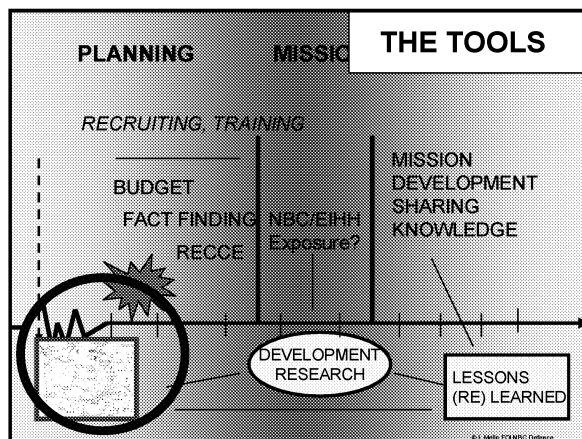 THE TOOLS
PLANNING
MISSIO
RECRUITING, TRAINING
BUDGET
FACT FINDING
RECCE
NBC/EIHH
Exposure?
MISSION
DEVELOPMENT
SHARING
KNOWLEDGE
DEVELOPMENT
RESEARCH
LESSONS
(RE) LEARNED